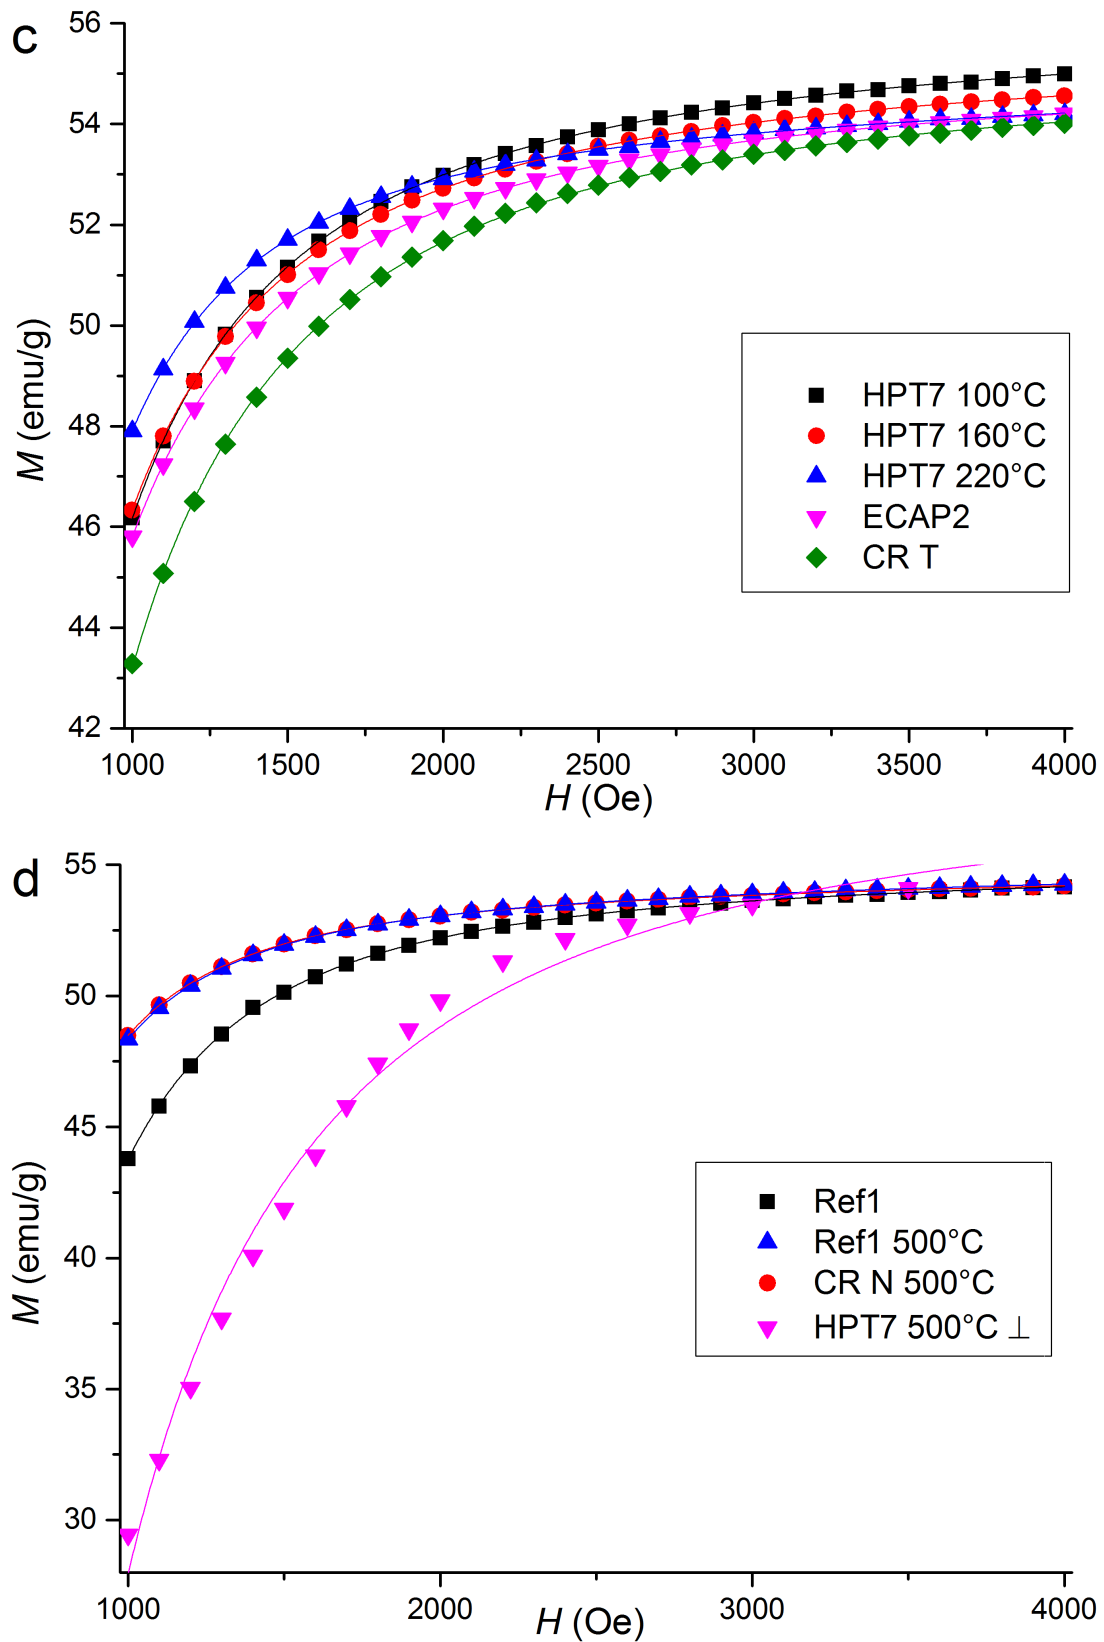 c
56
54
52
50
48
46
44
42
M (emu/g)
HPT7 100°C
HPT7 160°C
HPT7 220°C
ECAP2
CR T
1000 1500 2000 2500 3000 3500 4000
H (Oe)
d
55
50
45
40
35
30
M (emu/g)
Ref1
Ref1 500°C
CR N 500°C
HPT7 500°C ⊥
1000 2000 3000 4000
H (Oe)